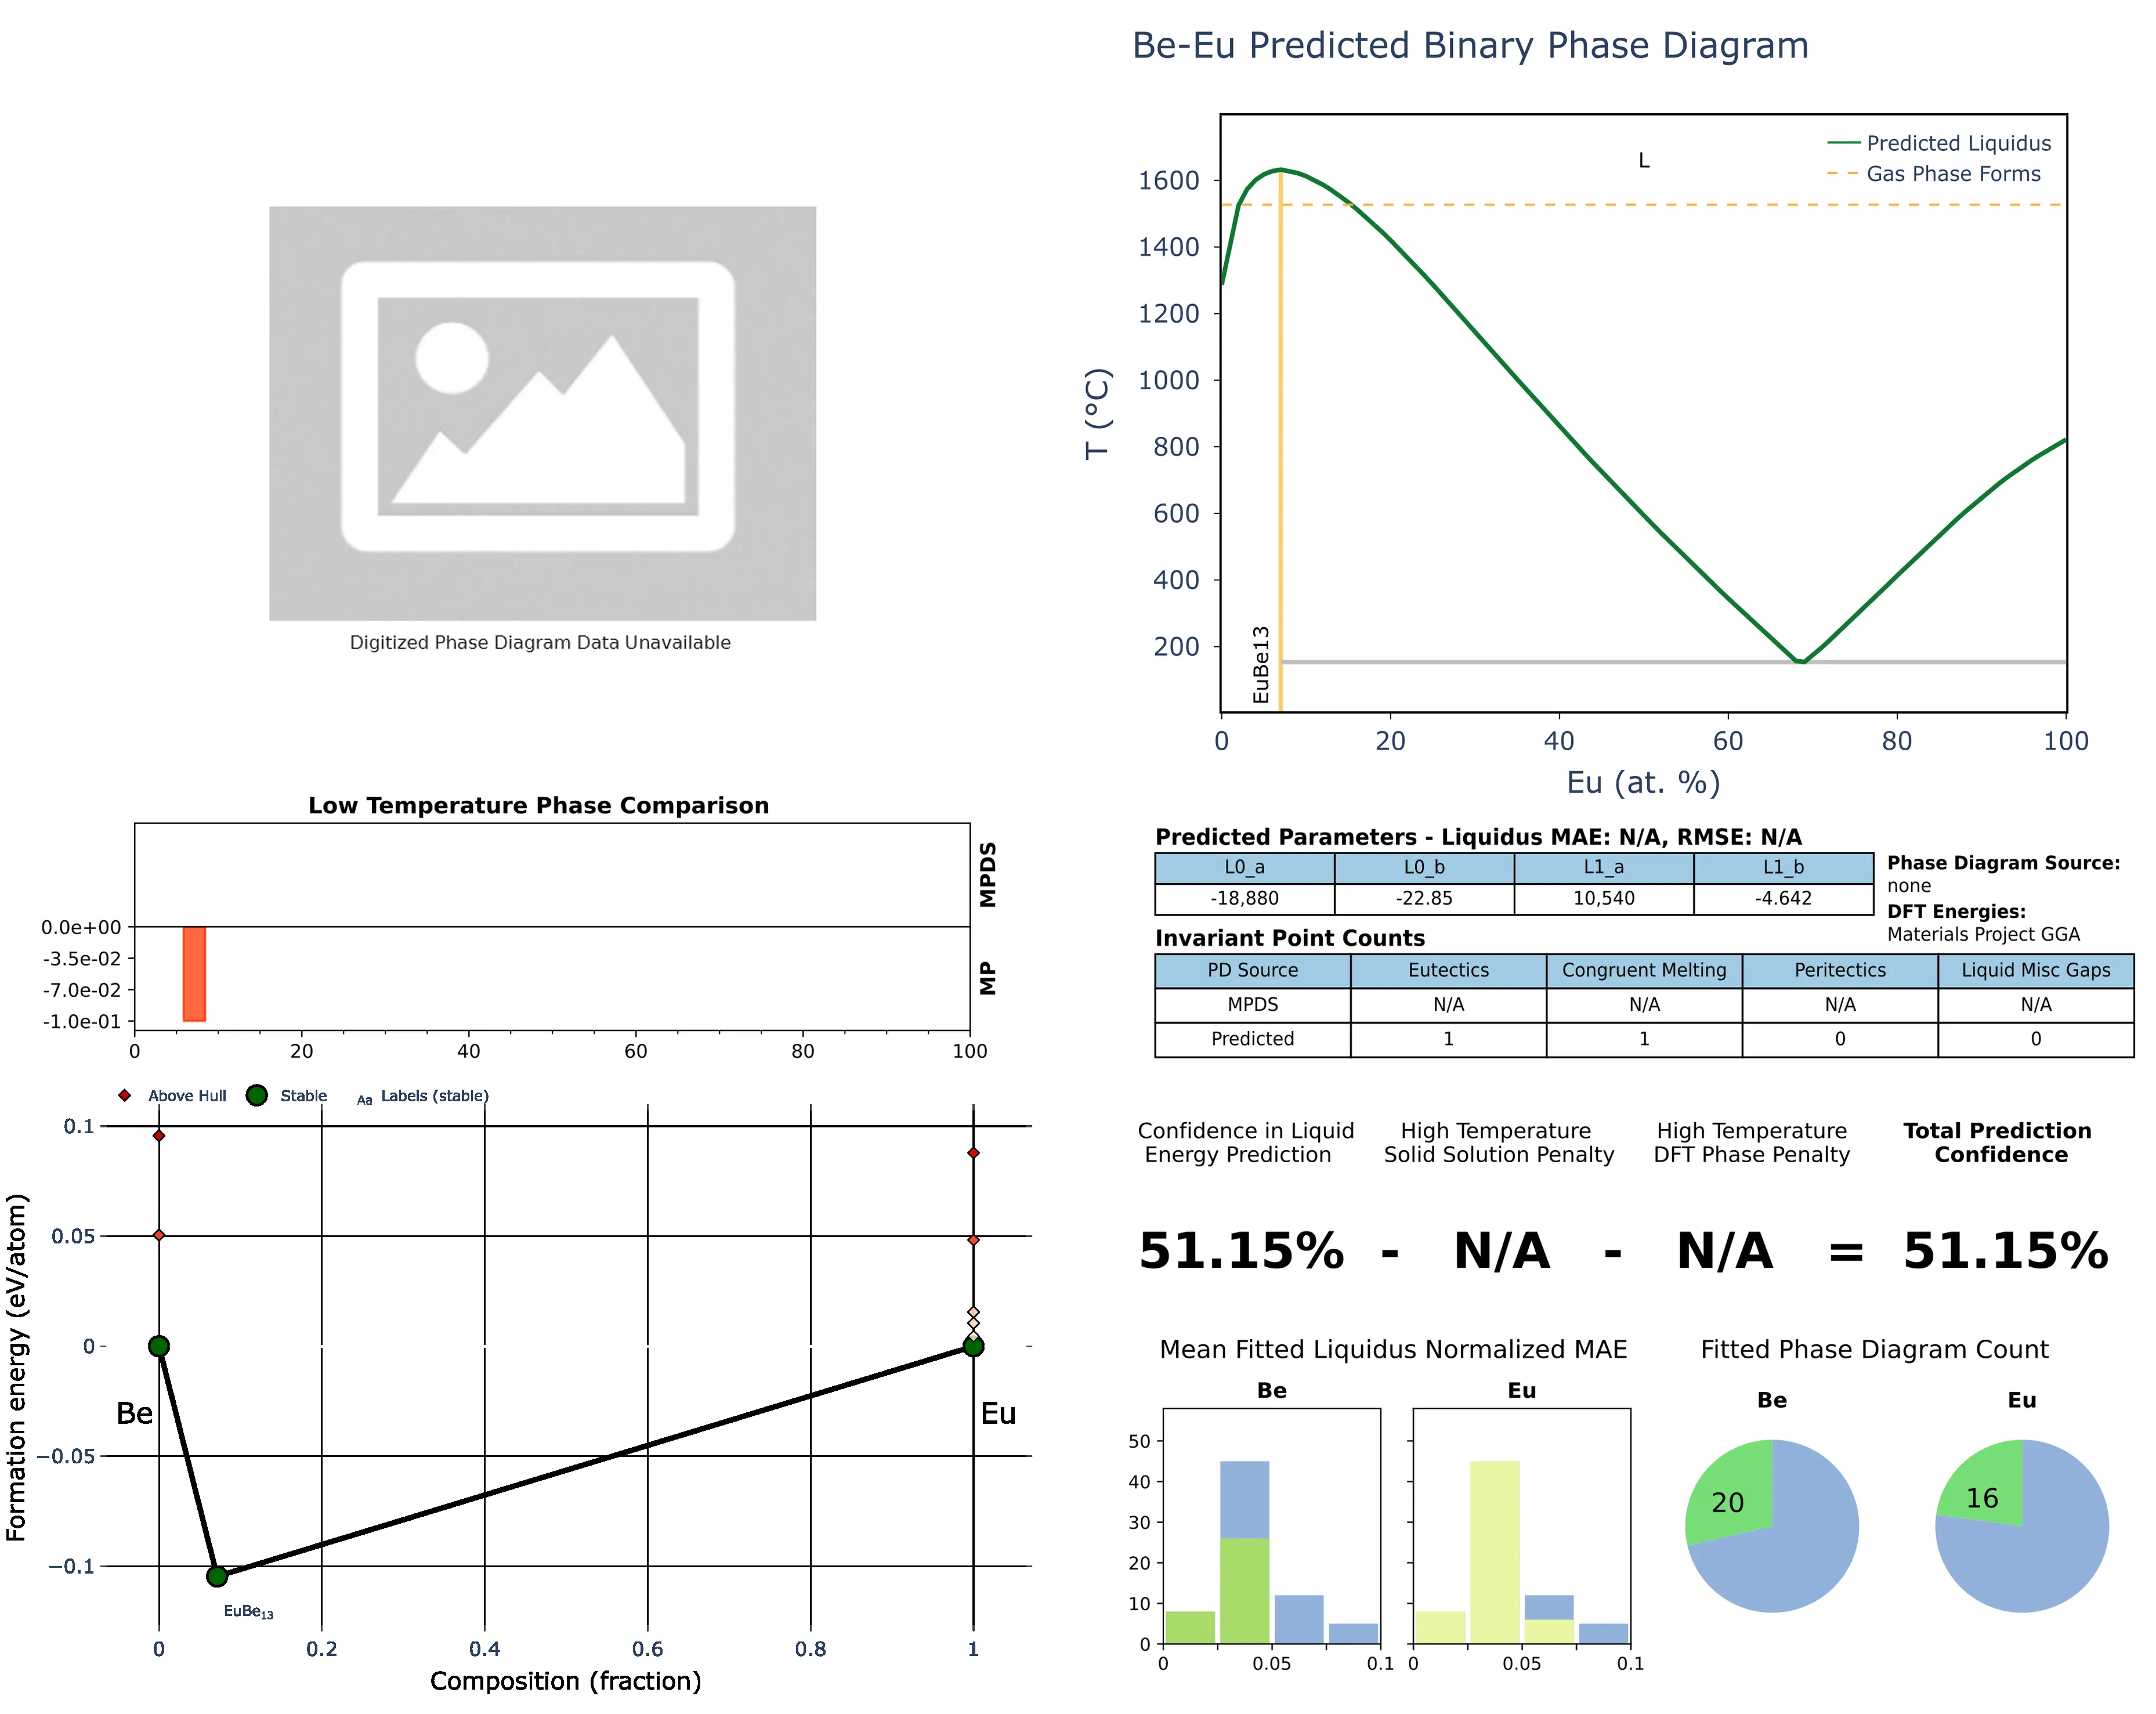 Be-Eu Predicted Binary Phase Diagram
Digitized Phase Diagram Data Unavailable
T (°C)
1600
1400
1200
1000
800
600
400
200
L
Predicted Liquidus
Gas Phase Forms
EuBe13
0 20 40 60 80 100
Eu (at. %)
Low Temperature Phase Comparison
MPDS
MP
0.0e+00
-3.5e-02
-7.0e-02
-1.0e-01
0 20 40 60 80 100
Predicted Parameters - Liquidus MAE: N/A, RMSE: N/A
L0_a L0_b L1_a L1_b
-18,880 -22.85 10,540 -4.642
Phase Diagram Source:
none
DFT Energies:
Materials Project GGA
Invariant Point Counts
PD Source Eutectics Congruent Melting Peritectics Liquid Misc Gaps
MPDS N/A N/A N/A N/A
Predicted 1 1 0 0
Above Hull Stable Aa Labels (stable)
Formation energy (eV/atom)
0.1
0.05
0
−0.05
−0.1
Be
Eu
EuBe₁₃
0 0.2 0.4 0.6 0.8 1
Composition (fraction)
Confidence in Liquid
Energy Prediction
High Temperature
Solid Solution Penalty
High Temperature
DFT Phase Penalty
Total Prediction
Confidence
51.15% - N/A - N/A = 51.15%
Mean Fitted Liquidus Normalized MAE
Be
Eu
50
40
30
20
10
0
0 0.05 0.1
0 0.05 0.1
Fitted Phase Diagram Count
Be
Eu
20
16